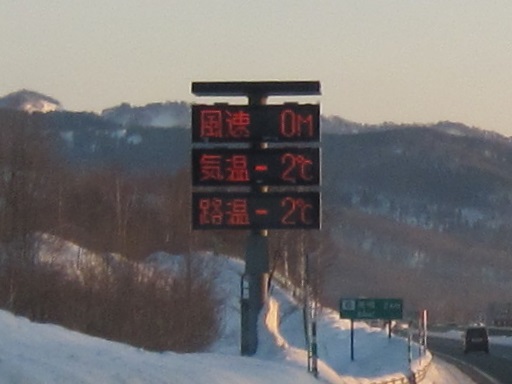 風速 0M
気温 - 2℃
路温 - 2℃